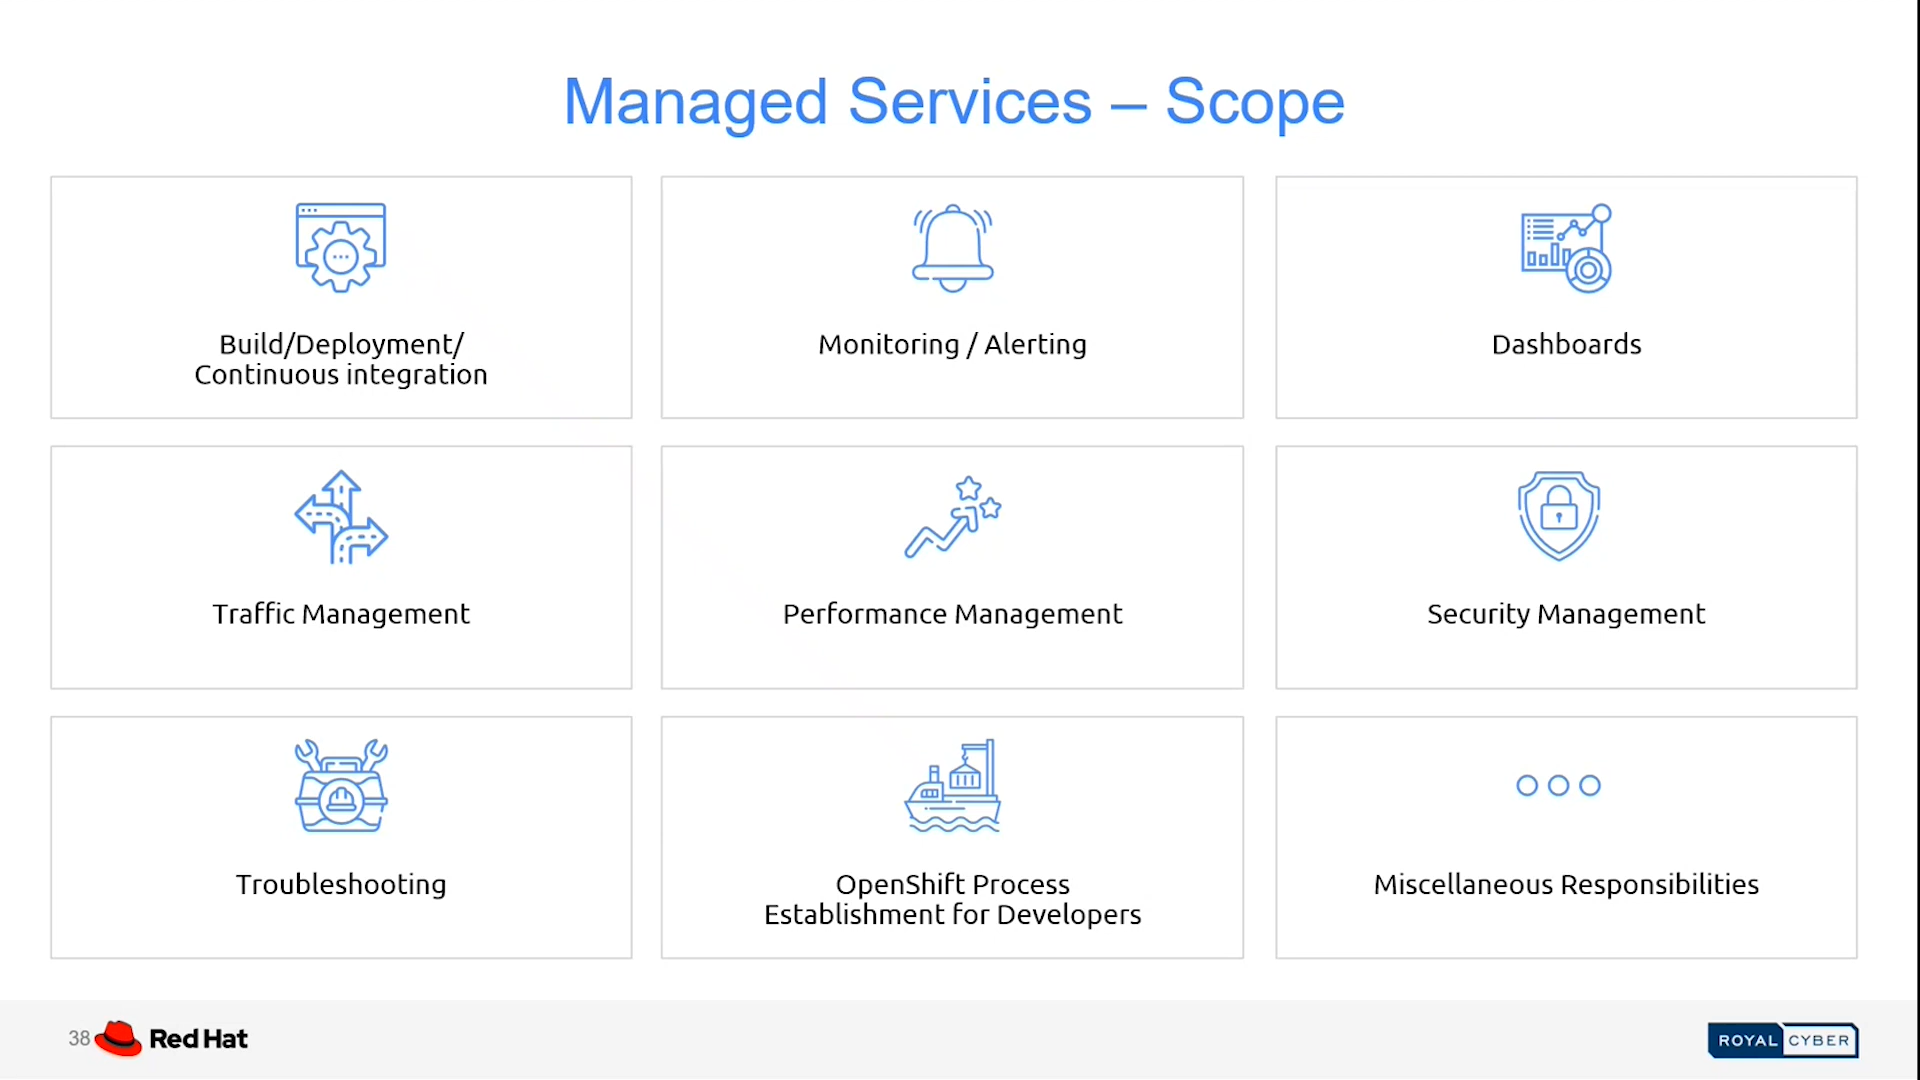 Managed Services – Scope
Build/Deployment/
Continuous integration
Monitoring / Alerting
Dashboards
Traffic Management
Performance Management
Security Management
Troubleshooting
OpenShift Process
Establishment for Developers
Miscellaneous Responsibilities
38
Red Hat
ROYAL CYBER